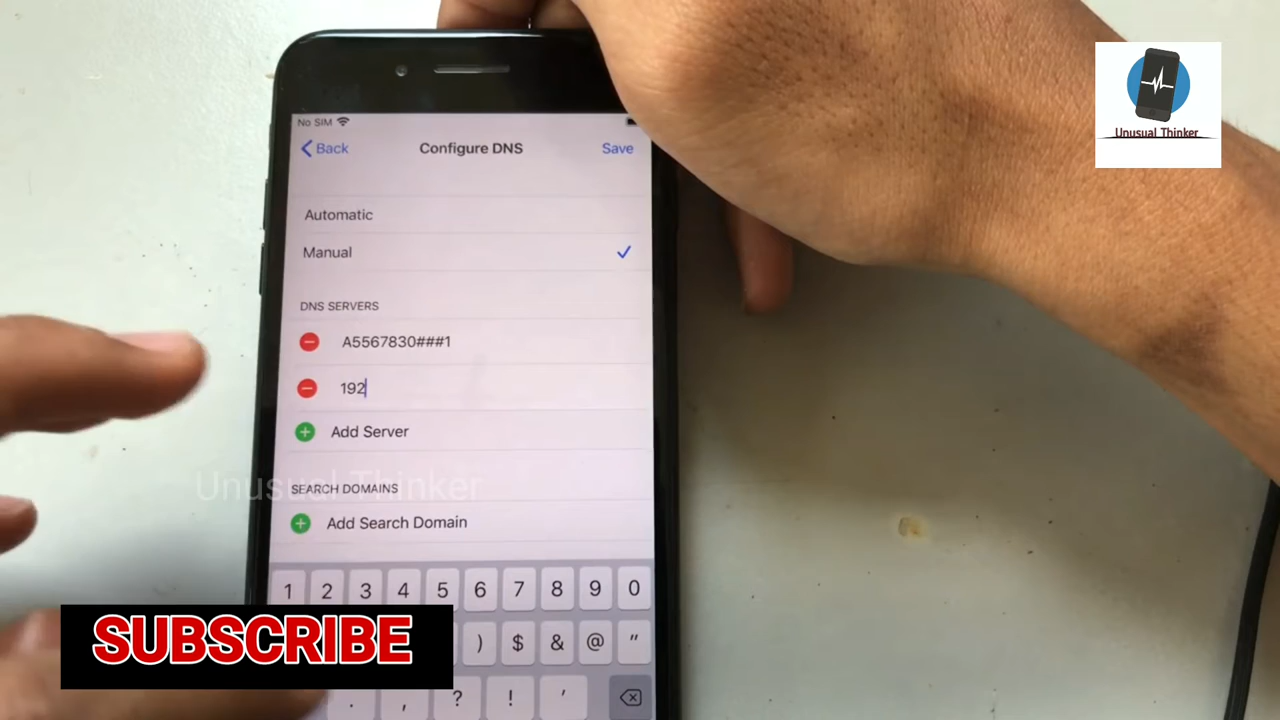 Unusual Thinker
No SIM
Back
Configure DNS
Save
Automatic
Manual
DNS SERVERS
A5567830###1
192
Add Server
Unusual Thinker
SEARCH DOMAINS
Add Search Domain
1 2 3 4 5 6 7 8 9 0
) $ & @ "
. , ? ! '
SUBSCRIBE